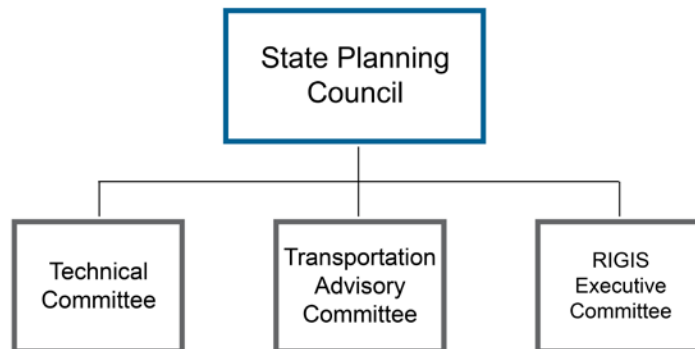 State Planning
Council
Technical
Committee
Transportation
Advisory
Committee
RIGIS
Executive
Committee